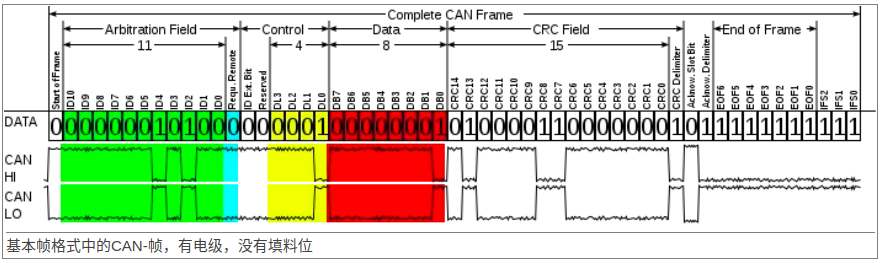 Complete CAN Frame
Arbitration Field
Control
Data
CRC Field
End of Frame
11
4
8
15
Start of Frame
ID10
ID9
ID8
ID7
ID6
ID5
ID4
ID3
ID2
ID1
ID0
Requ. Remote
ID Ext. Bit
Reserved
DL3
DL2
DL1
DL0
DB7
DB6
DB5
DB4
DB3
DB2
DB1
DB0
CRC14
CRC13
CRC12
CRC11
CRC10
CRC9
CRC8
CRC7
CRC6
CRC5
CRC4
CRC3
CRC2
CRC1
CRC0
CRC Delimiter
Acknow. Slot Bit
Acknow. Delimiter
EOF6
EOF5
EOF4
EOF3
EOF2
EOF1
EOF0
IFS2
IFS1
IFS0
DATA 0 0 0 0 0 0 0 1 0 1 0 0 0 0 0 0 0 0 1 0 0 0 0 0 0 0 1 0 1 0 0 0 0 1 1 0 0 0 0 0 0 0 1 0 1 1 1 1 1 1 1 1 1 1 1
CAN
HI
CAN
LO
基本帧格式中的CAN-帧，有电级，没有填料位